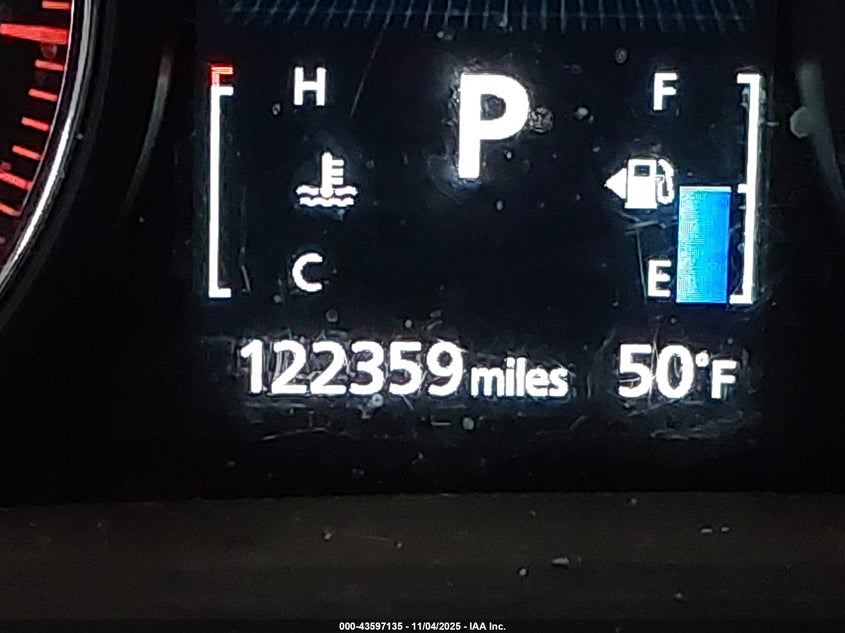 H P F
C E
122359 miles 50°F
000-43597135 - 11/04/2025 - IAA Inc.